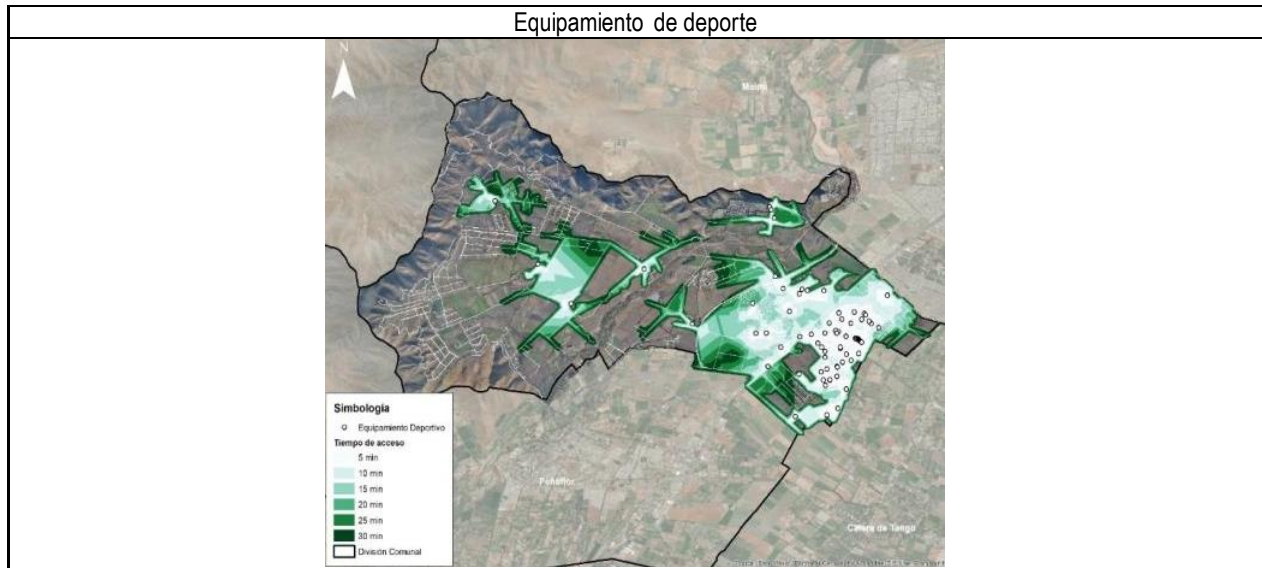 Equipamiento de deporte
N
Maipú
Peñaflor
Calera de Tango
Simbología
Equipamiento Deportivo
Tiempo de acceso
5 min
10 min
15 min
20 min
25 min
30 min
División Comunal